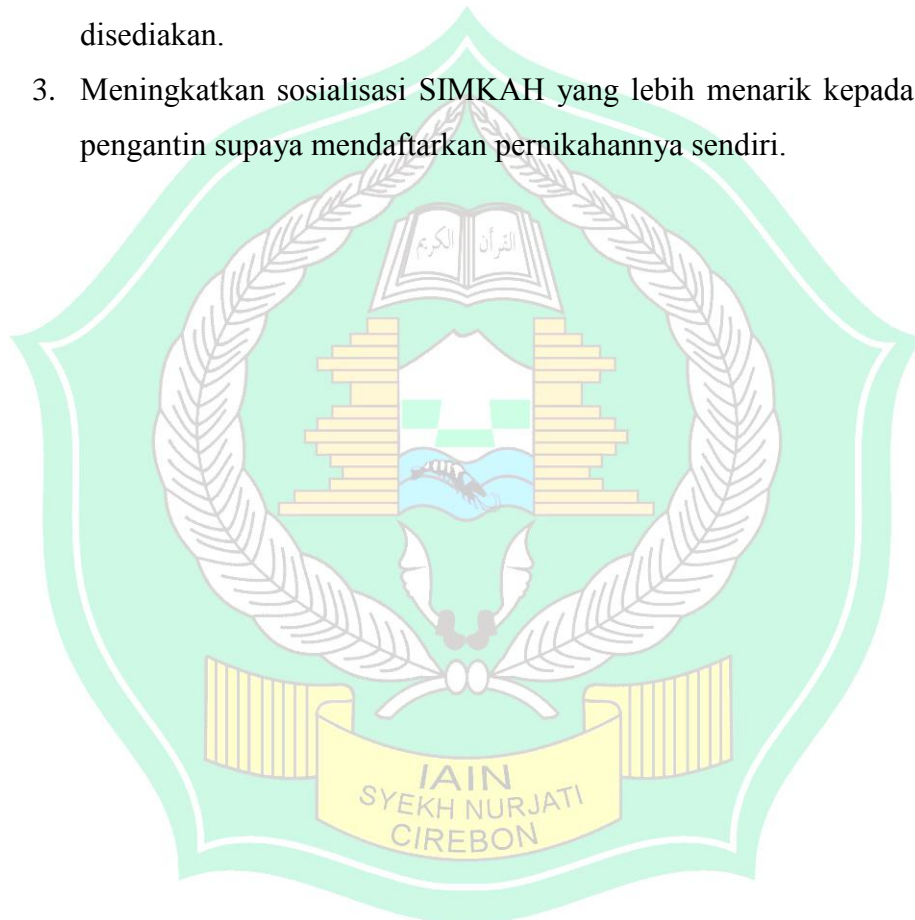 disediakan.
3. Meningkatkan sosialisasi SIMKAH yang lebih menarik kepada
pengantin supaya mendaftarkan pernikahannya sendiri.
القرأن الكريم
IAIN
SYEKH NURJATI
CIREBON